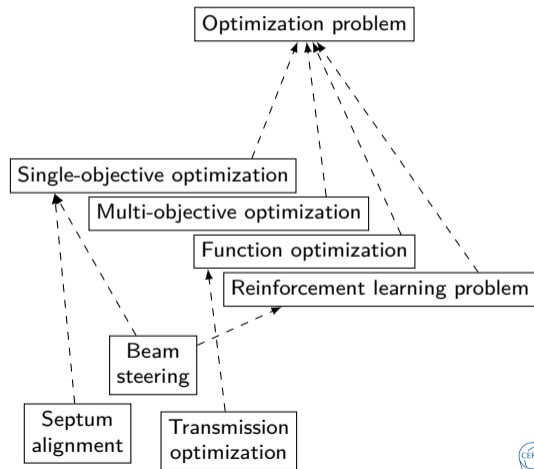 Optimization problem
Single-objective optimization
Multi-objective optimization
Function optimization
Reinforcement learning problem
Beam
steering
Septum
alignment
Transmission
optimization
CER